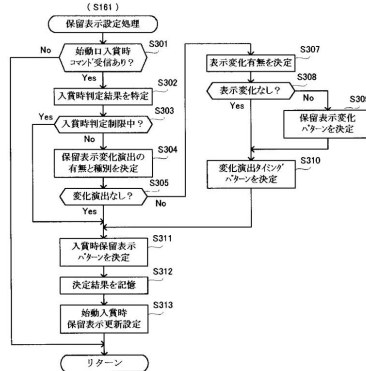 (S161)
保留表示設定処理
S301
始動口入賞時
コマンド受信あり?
No
Yes
S302
入賞時判定結果を特定
S303
入賞時判定制限中?
Yes
No
S304
保留表示変化演出の
有無と種別を決定
S305
変化演出なし?
Yes
No
S307
表示変化有無を決定
S308
表示変化なし?
Yes
No
S309
保留表示変化
パターンを決定
S310
変化演出タイミング
パターンを決定
S311
入賞時保留表示
パターンを決定
S312
決定結果を記憶
S313
始動入賞時
保留表示更新設定
リターン